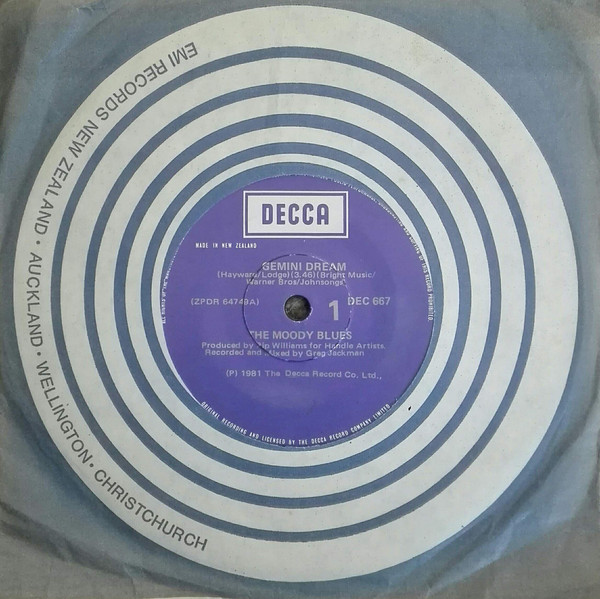 EMI RECORDS NEW ZEALAND • AUCKLAND • WELLINGTON • CHRISTCHURCH
DECCA
MADE IN NEW ZEALAND
GEMINI DREAM
(Hayward/Lodge)(3.46)(Bright Music/
Warner Bros/Johnsongs
(ZPDR 64749A)
1
DEC 667
THE MOODY BLUES
Produced by Pip Williams for Handle Artists.
Recorded and Mixed by Greg Jackman
(P) 1981 The Decca Record Co. Ltd.,
ORIGINAL RECORDING AND LICENSED BY THE DECCA RECORD COMPANY LIMITED